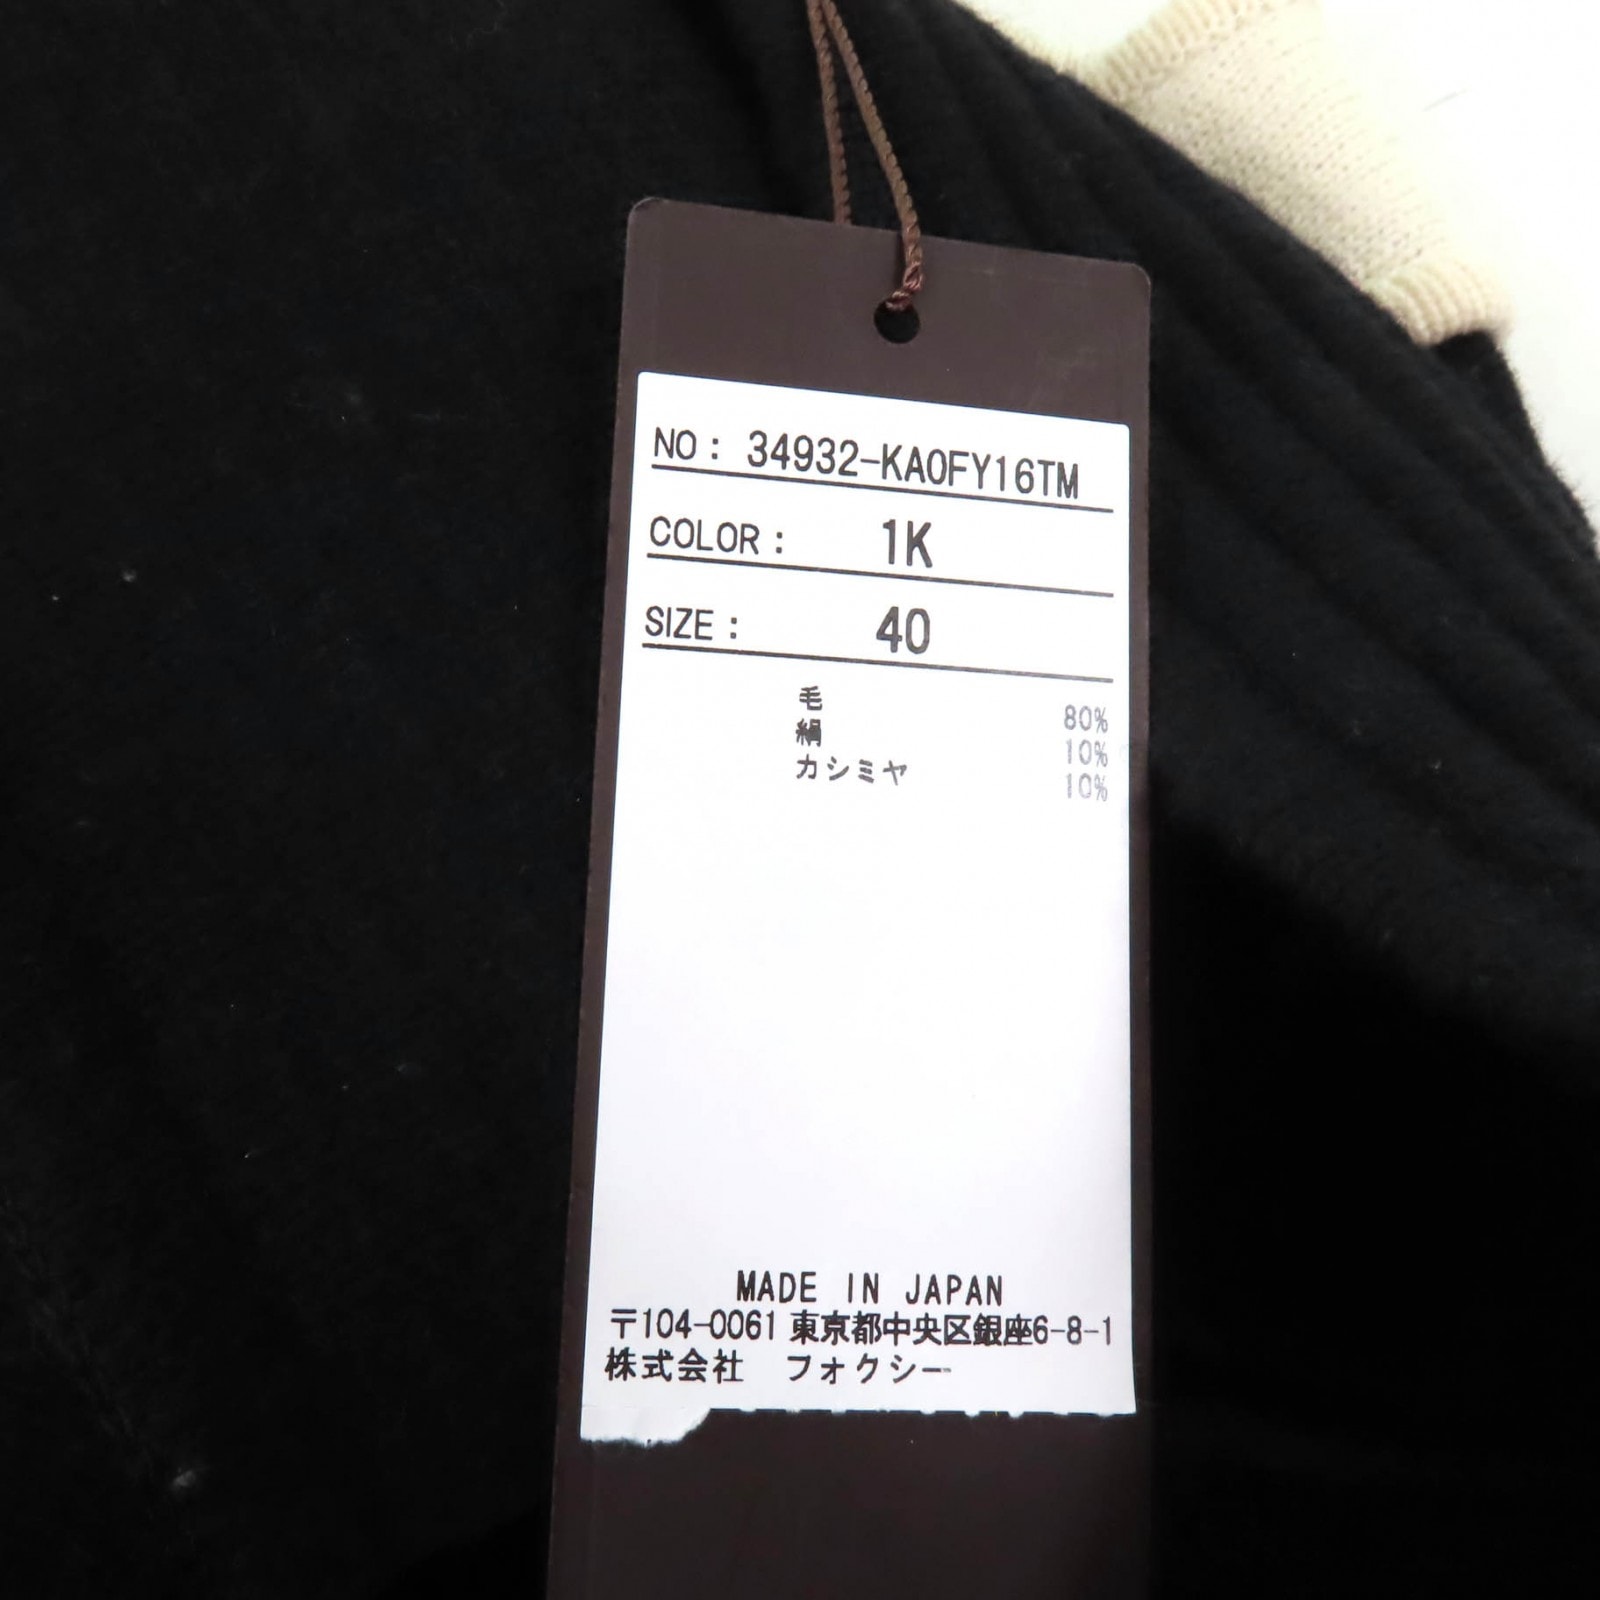 NO: 34932-KA0FY16TM
COLOR: 1K
SIZE: 40
毛 80%
絹 10%
カシミヤ 10%
MADE IN JAPAN
〒104-0061 東京都中央区銀座6-8-1
株式会社 フォクシー